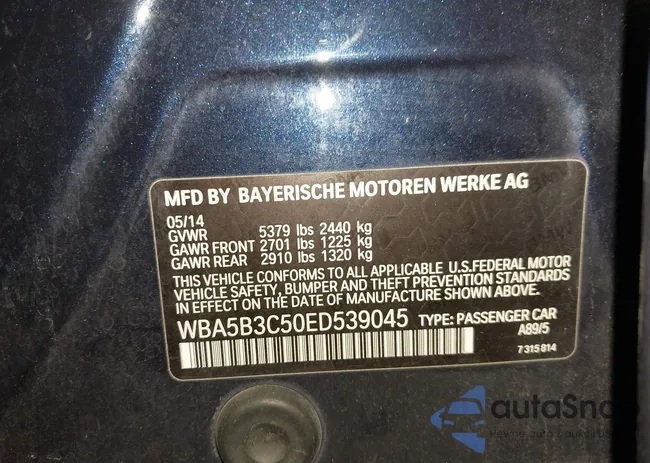 MFD BY BAYERISCHE MOTOREN WERKE AG
05/14
GVWR 5379 lbs 2440 kg
GAWR FRONT 2701 lbs 1225 kg
GAWR REAR 2910 lbs 1320 kg
THIS VEHICLE CONFORMS TO ALL APPLICABLE U.S.FEDERAL MOTOR
VEHICLE SAFETY, BUMPER AND THEFT PREVENTION STANDARDS
IN EFFECT ON THE DATE OF MANUFACTURE SHOWN ABOVE.
WBA5B3C50ED539045 TYPE: PASSENGER CAR
A89/5
7 315 814
autaSna